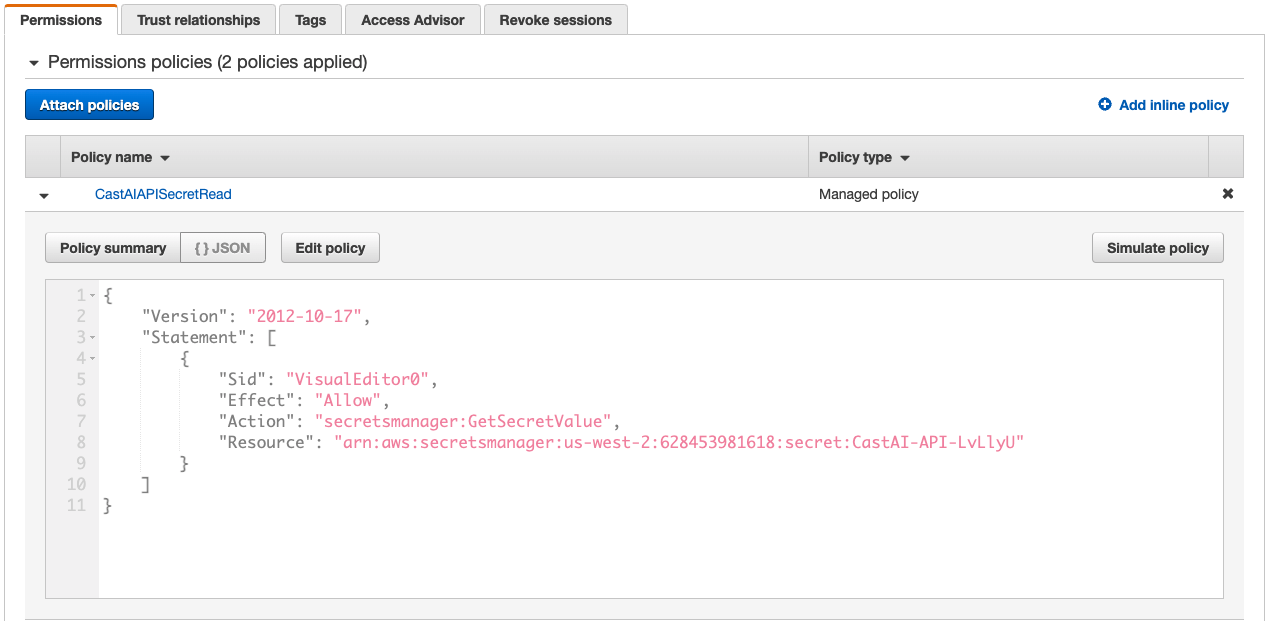 Permissions Trust relationships Tags Access Advisor Revoke sessions
Permissions policies (2 policies applied)
Attach policies Add inline policy
Policy name Policy type
CastAIAPISecretRead Managed policy
Policy summary { } JSON Edit policy Simulate policy
1 {
2 "Version": "2012-10-17",
3 "Statement": [
4 {
5 "Sid": "VisualEditor0",
6 "Effect": "Allow",
7 "Action": "secretsmanager:GetSecretValue",
8 "Resource": "arn:aws:secretsmanager:us-west-2:628453981618:secret:CastAI-API-LvLlyU"
9 }
10 ]
11 }